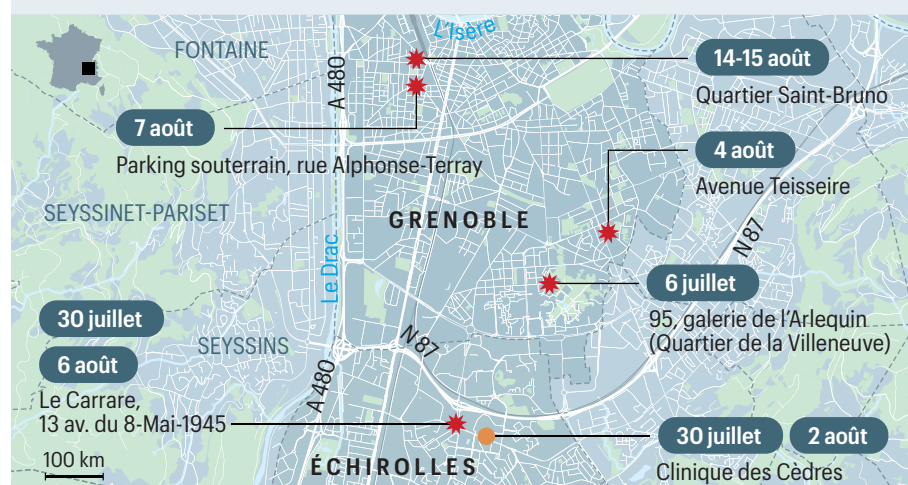 L'Isère
FONTAINE
A 480
14-15 août
Quartier Saint-Bruno
7 août
Parking souterrain, rue Alphonse-Terray
4 août
Avenue Teisseire
SEYSSINET-PARISET
GRENOBLE
Le Drac
N 87
6 juillet
95, galerie de l'Arlequin
(Quartier de la Villeneuve)
30 juillet
6 août
Le Carrare,
13 av. du 8-Mai-1945
SEYSSINS
N 87
A 480
100 km
ÉCHIROLLES
30 juillet
2 août
Clinique des Cèdres